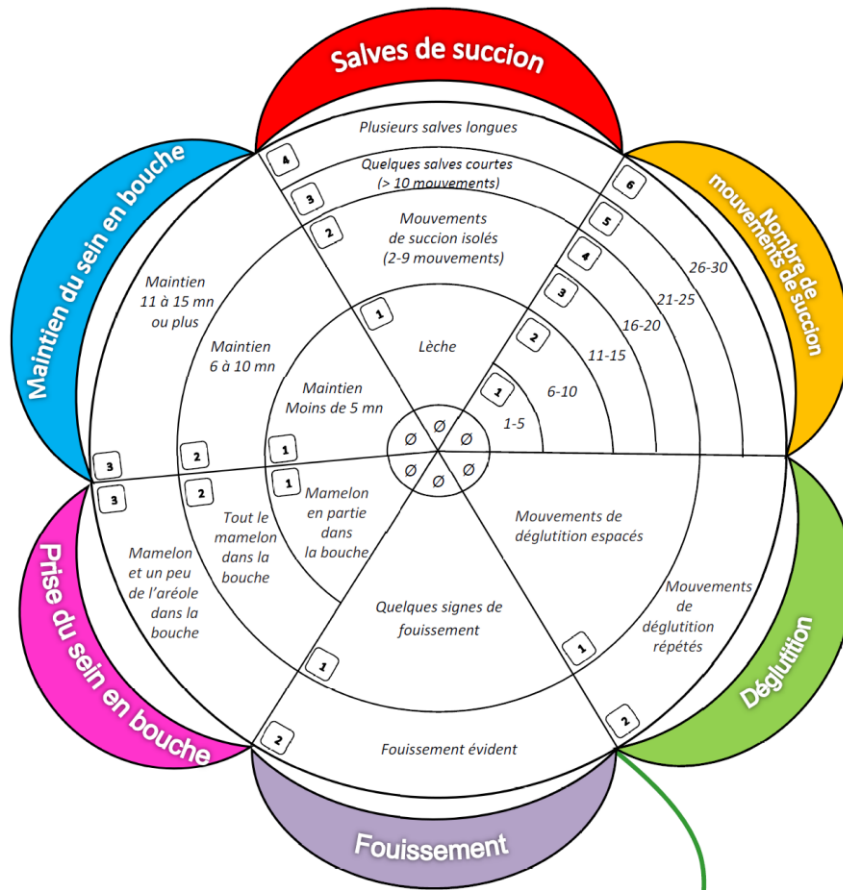 Salves de succion
Plusieurs salves longues
4
Quelques salves courtes
(> 10 mouvements)
3
Mouvements
de succion isolés
(2-9 mouvements)
2
Lèche
1
Nombre de
mouvements de succion
6
26-30
5
21-25
4
16-20
3
11-15
2
6-10
1
1-5
Déglutition
Mouvements de
déglutition espacés
1
Mouvements
de
déglutition
répétés
2
Fouissement
Quelques signes de
fouissement
1
Fouissement évident
2
Prise du sein en bouche
Mamelon
en partie
dans
la bouche
1
Tout le
mamelon
dans la
bouche
2
Mamelon
et un peu
de l'aréole
dans la
bouche
3
Maintien du sein en bouche
Maintien
Moins de 5 mn
1
Maintien
6 à 10 mn
2
Maintien
11 à 15 mn
ou plus
3
Ø Ø Ø
Ø Ø Ø